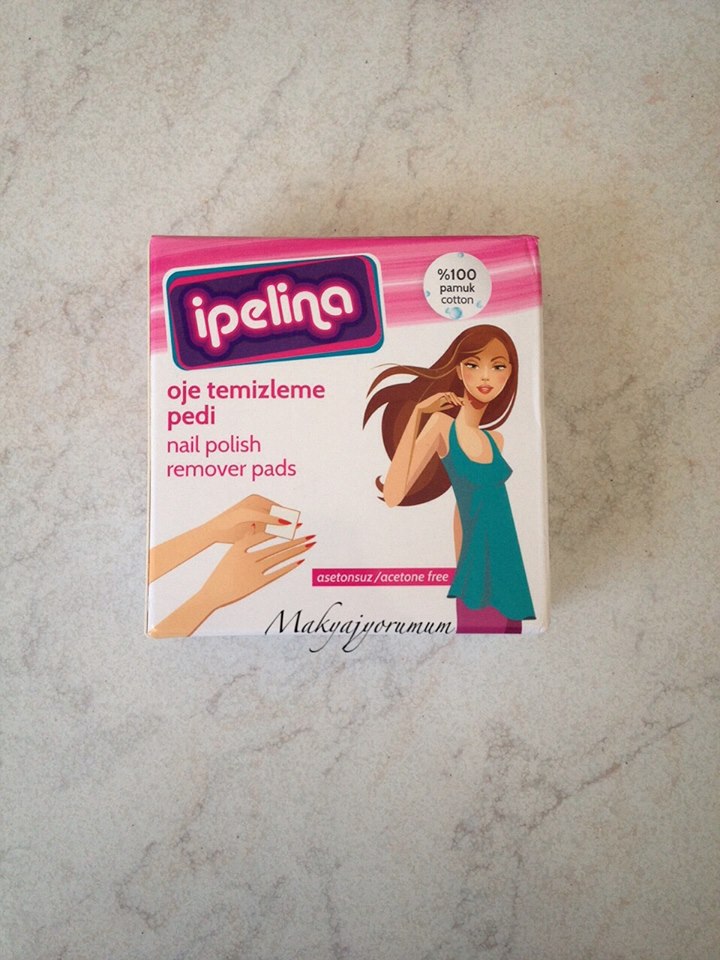 ipelina
%100
pamuk
cotton
oje temizleme
pedi
nail polish
remover pads
asetonsuz/acetone free
Makyajyorumum